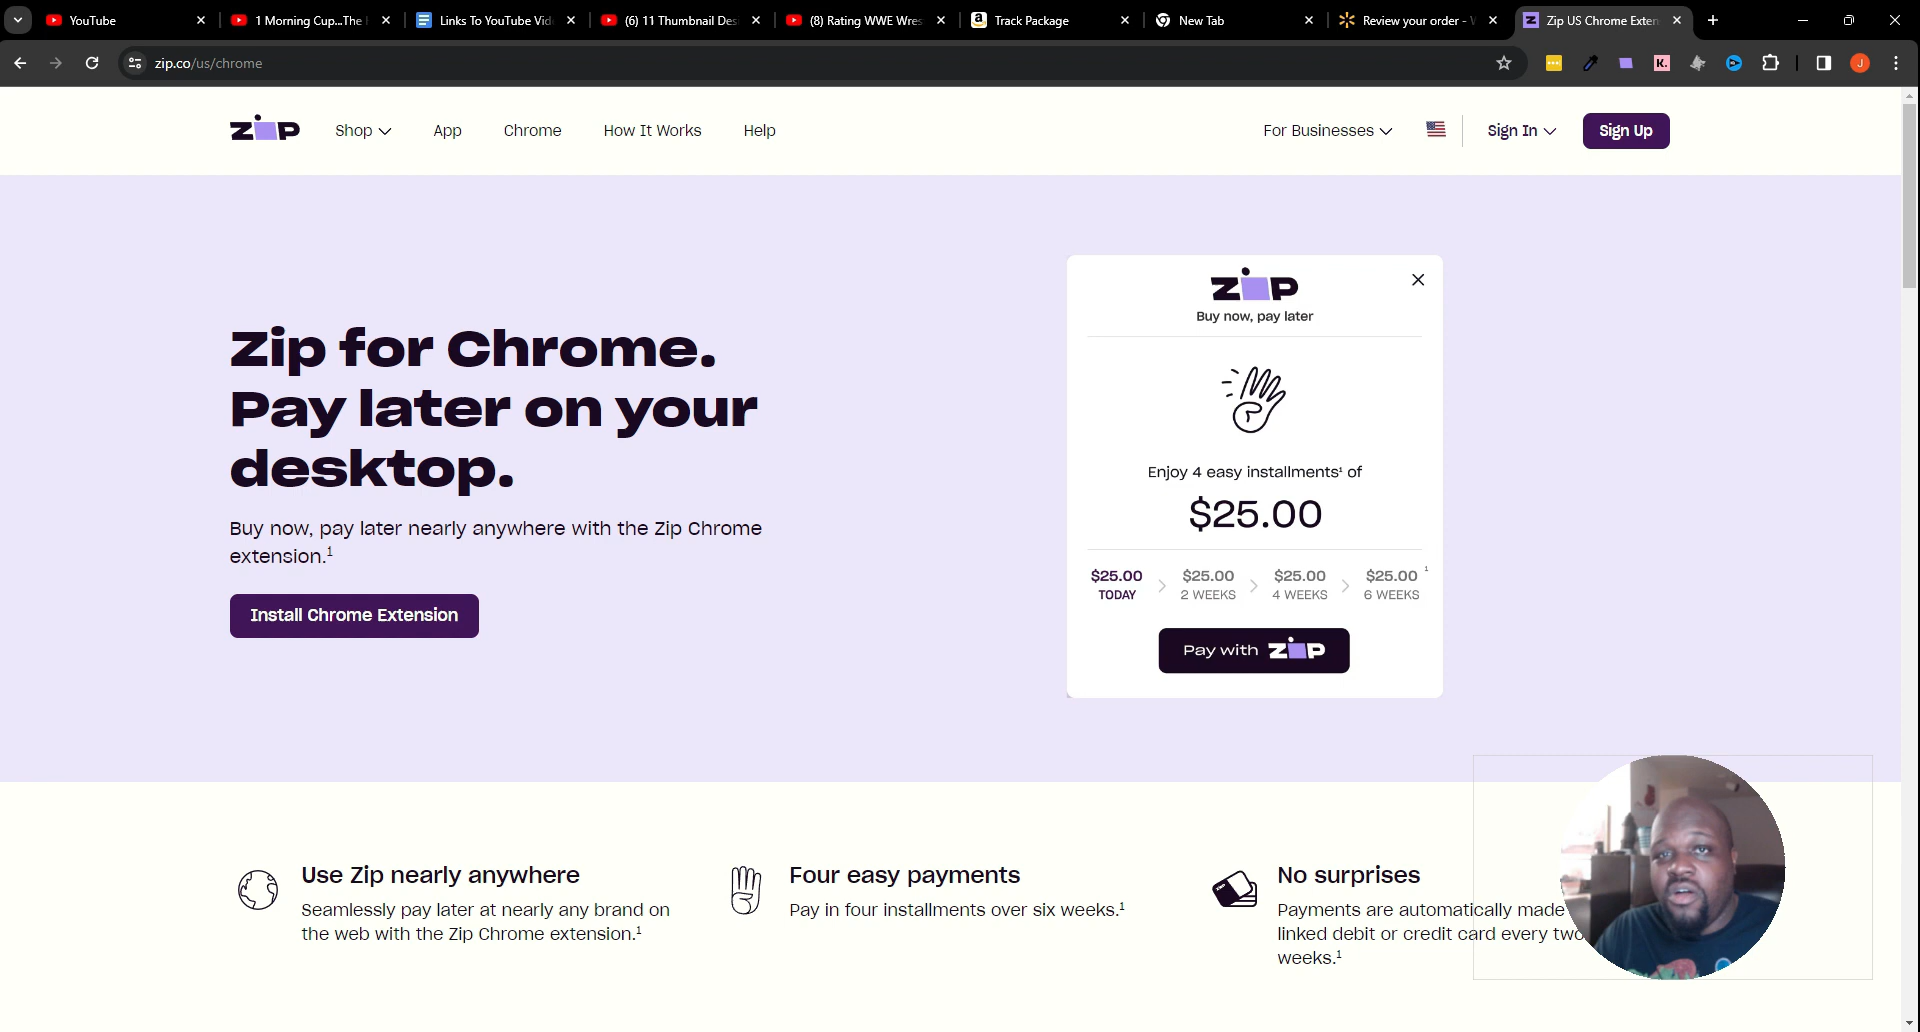 YouTube
1 Morning Cup...The
Links To YouTube Vid
(6) 11 Thumbnail Des
(8) Rating WWE Wres
Track Package
New Tab
Review your order -
Zip US Chrome Exten
zip.co/us/chrome
K.
J
zip
Shop
App
Chrome
How It Works
Help
For Businesses
Sign In
Sign Up
Zip for Chrome.
Pay later on your
desktop.
Buy now, pay later nearly anywhere with the Zip Chrome
extension.1
Install Chrome Extension
zip
Buy now, pay later
Enjoy 4 easy installments1 of
$25.00
$25.00 $25.00 $25.00 $25.00 1
TODAY 2 WEEKS 4 WEEKS 6 WEEKS
Pay with zip
Use Zip nearly anywhere
Seamlessly pay later at nearly any brand on
the web with the Zip Chrome extension.1
Four easy payments
Pay in four installments over six weeks.1
No surprises
Payments are automatically made
linked debit or credit card every two
weeks.1